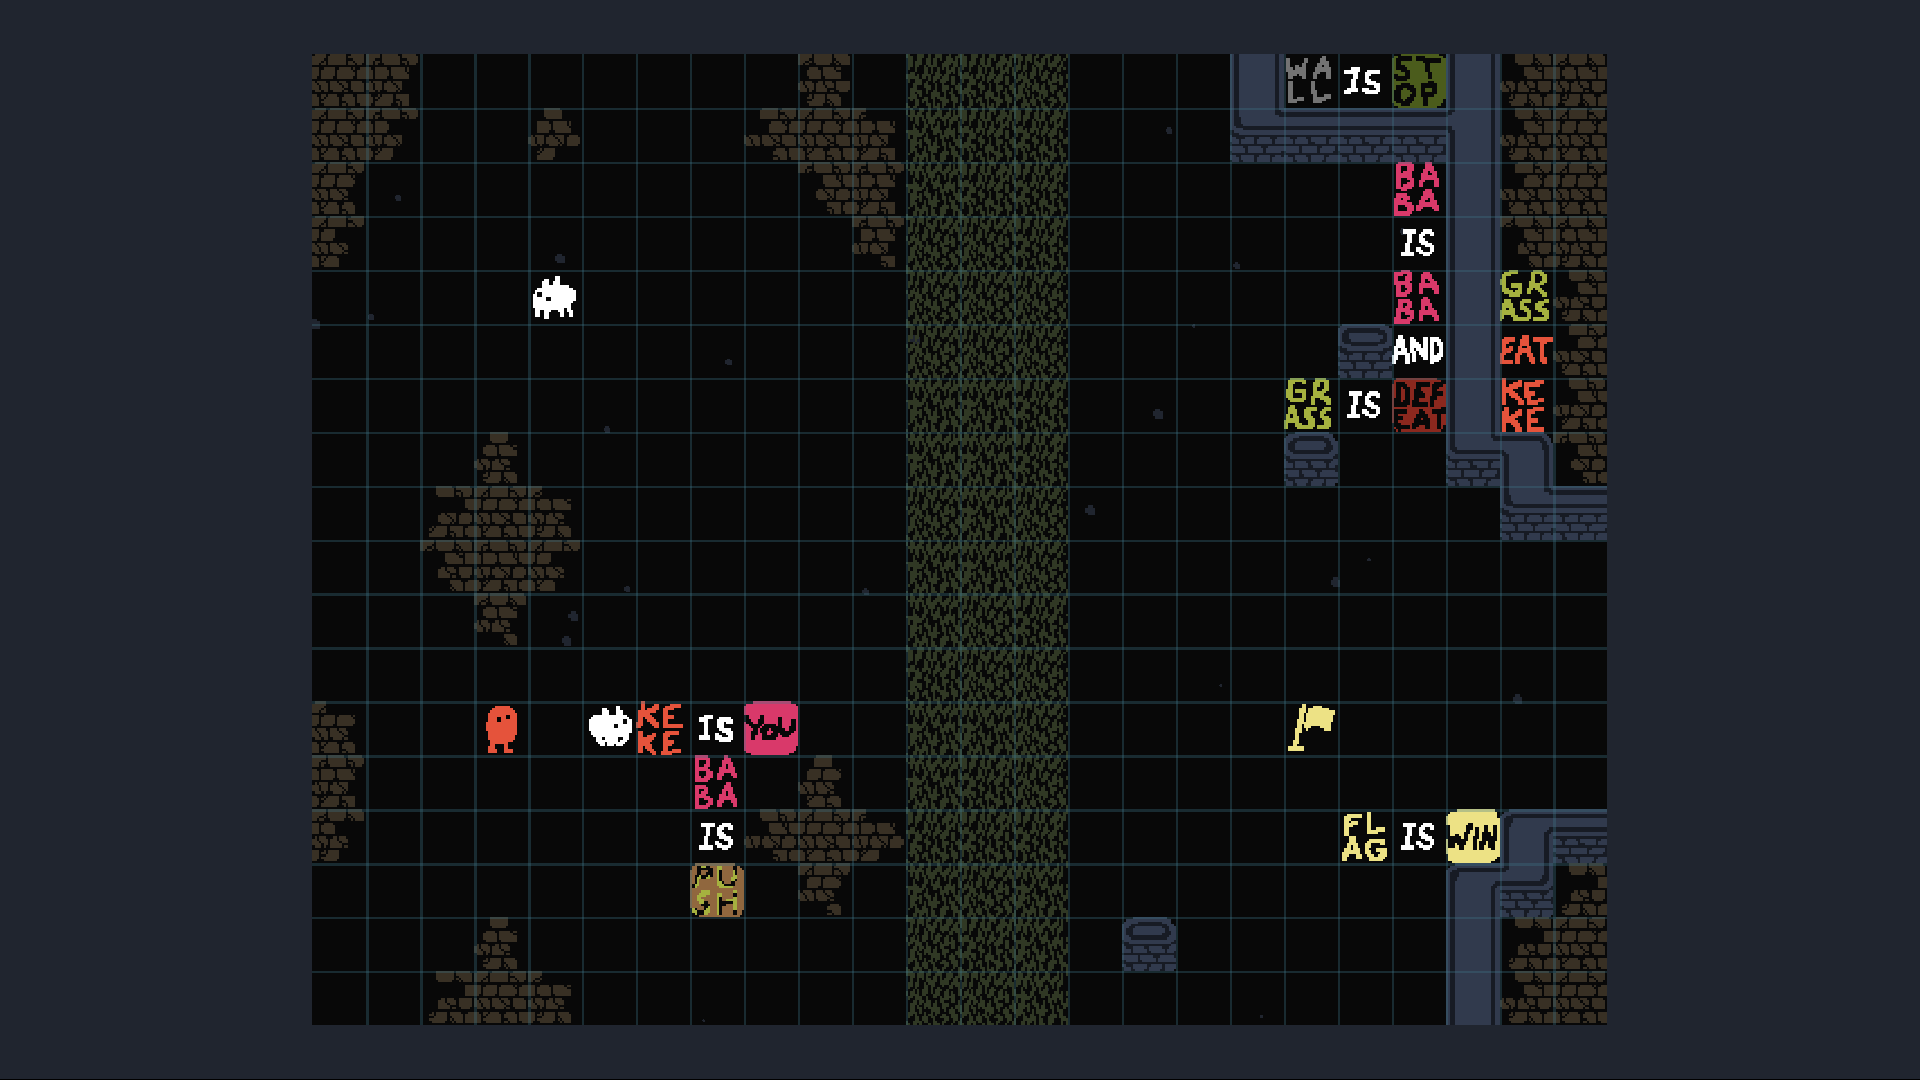 WALL IS STOP
BABA
IS
BABA GRASS
AND EAT
GRASS IS DEFEAT KEKE
KEKE IS YOU
BABA
IS FLAG IS WIN
PUSH